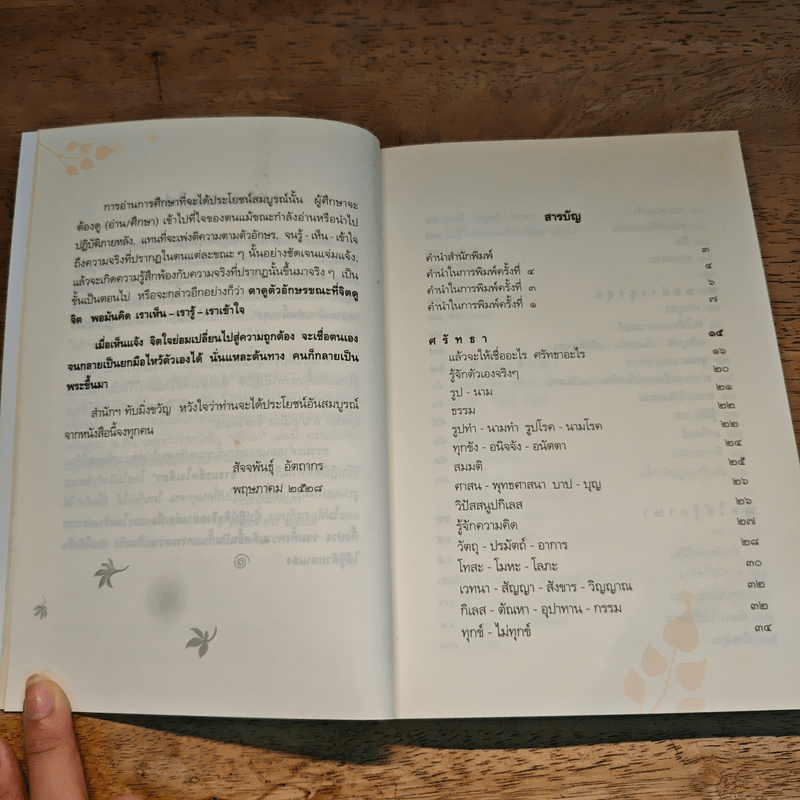 การอ่านการศึกษาที่จะได้ประโยชน์สมบูรณ์นั้น ผู้ศึกษาจะ
ต้องดู (อ่าน/ศึกษา) เข้าไปที่ใจของตนแม้ขณะกำลังอ่านหรือนำไป
ปฏิบัติภายหลัง, แทนที่จะเพ่งตีความตามตัวอักษร, จนรู้ - เห็น - เข้าใจ
ถึงความจริงที่ปรากฏในตนแต่ละขณะ ๆ นั้นอย่างชัดเจนแจ่มแจ้ง,
แล้วจะเกิดความรู้สึกพ้องกับความจริงที่ปรากฏนั้นขึ้นมาจริง ๆ เป็น
ขั้นเป็นตอนไป หรือจะกล่าวอีกอย่างก็ว่า ตาดูตัวอักษรขณะที่จิตดู
จิต พอมันคิด เราเห็น – เรารู้ – เราเข้าใจ
เมื่อเห็นแจ้ง จิตใจย่อมเปลี่ยนไปสู่ความถูกต้อง จะเชื่อตนเอง
จนกลายเป็นยกมือไหว้ตัวเองได้ นั่นแหละต้นทาง คนก็กลายเป็น
พระขึ้นมา
สำนักฯ ทับมิ่งขวัญ หวังใจว่าท่านจะได้ประโยชน์อันสมบูรณ์
จากหนังสือนี้จงทุกคน
สัจจพันธุ์ อัตถากร
พฤษภาคม ๒๕๒๘
สารบัญ
คำนำสำนักพิมพ์ ๓
คำนำในการพิมพ์ครั้งที่ ๔ ๔
คำนำในการพิมพ์ครั้งที่ ๓ ๖
คำนำในการพิมพ์ครั้งที่ ๑ ๗
ศรัทธา ๑๕
แล้วจะให้เชื่ออะไร ศรัทธาอะไร ๑๖
รู้จักตัวเองจริงๆ ๒๐
รูป - นาม ๒๑
ธรรม ๒๒
รูปทำ - นามทำ รูปโรค - นามโรค ๒๒
ทุกขัง - อนิจจัง - อนัตตา ๒๔
สมมติ ๒๕
ศาสน - พุทธศาสนา บาป - บุญ ๒๖
วิปัสสนูปกิเลส ๒๖
รู้จักความคิด ๒๗
วัตถุ - ปรมัตถ์ - อาการ ๒๘
โทสะ - โมหะ - โลภะ ๓๐
เวทนา - สัญญา - สังขาร - วิญญาณ ๓๒
กิเลส - ตัณหา - อุปาทาน - กรรม ๓๒
ทุกข์ - ไม่ทุกข์ ๓๔